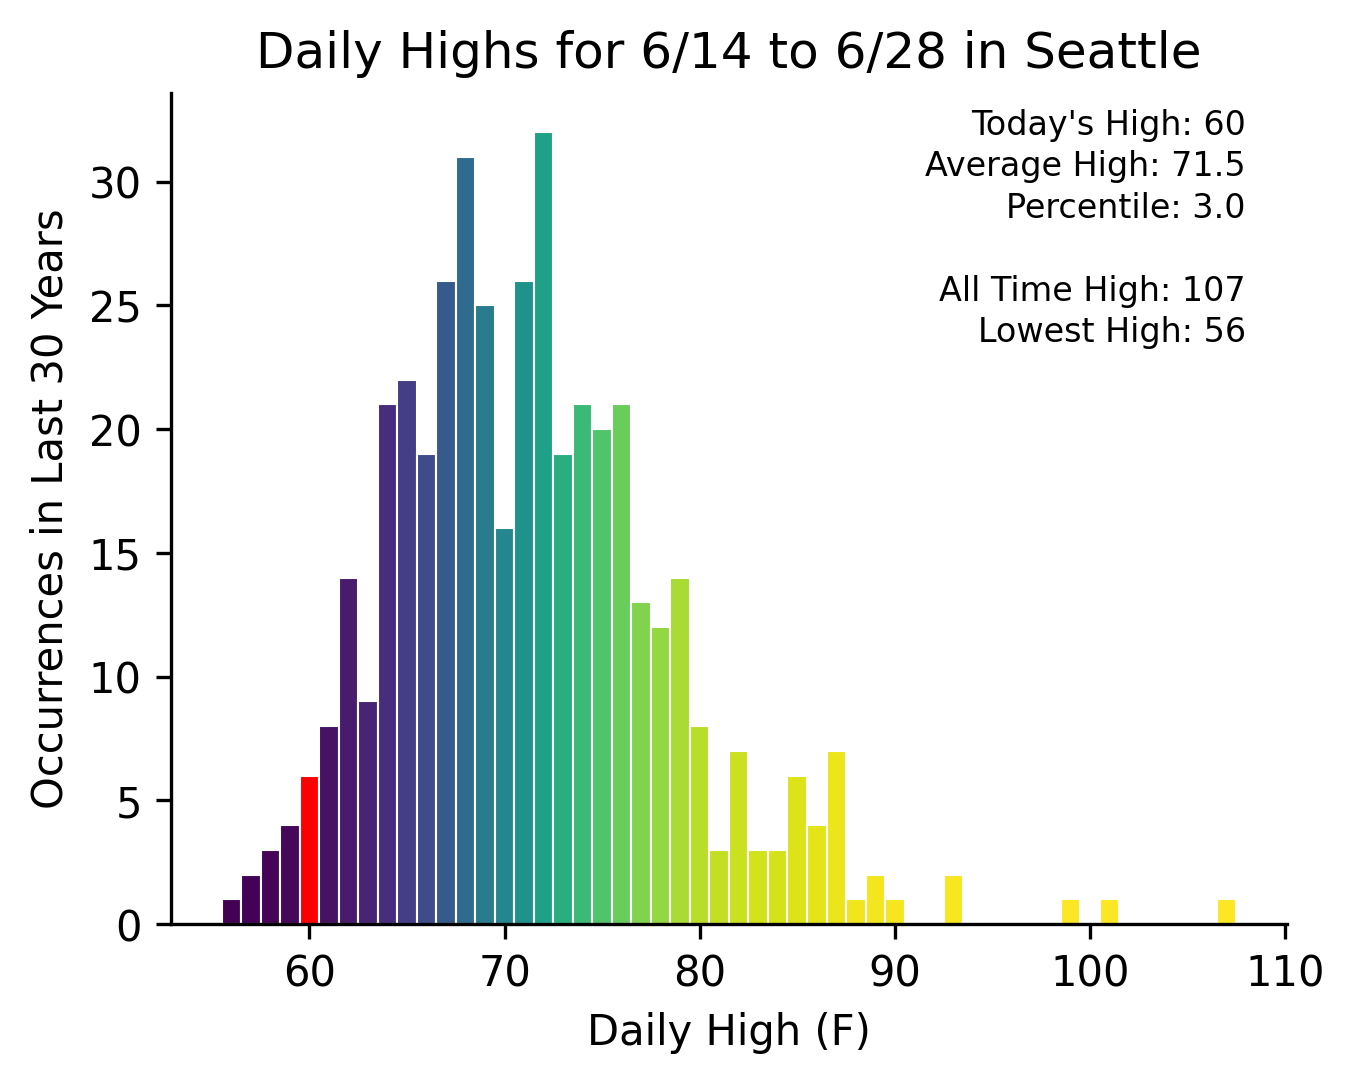 Daily Highs for 6/14 to 6/28 in Seattle
Today's High: 60
Average High: 71.5
Percentile: 3.0
All Time High: 107
Lowest High: 56
Occurrences in Last 30 Years
30
25
20
15
10
5
0
60 70 80 90 100 110
Daily High (F)